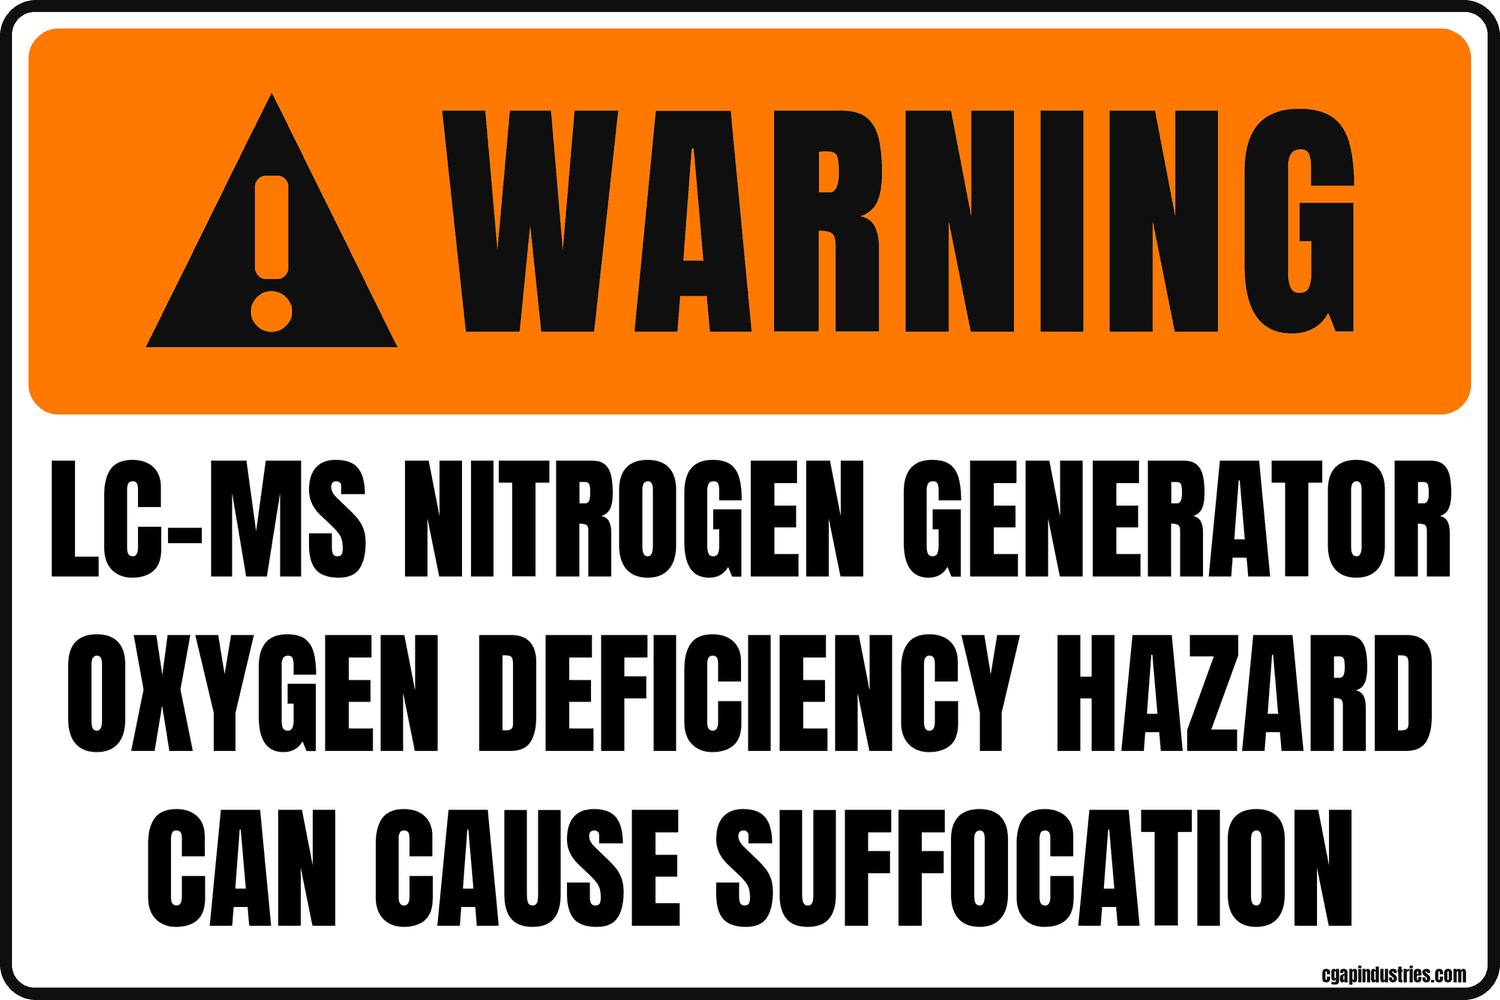 WARNING
LC-MS NITROGEN GENERATOR
OXYGEN DEFICIENCY HAZARD
CAN CAUSE SUFFOCATION
cgapindustries.com